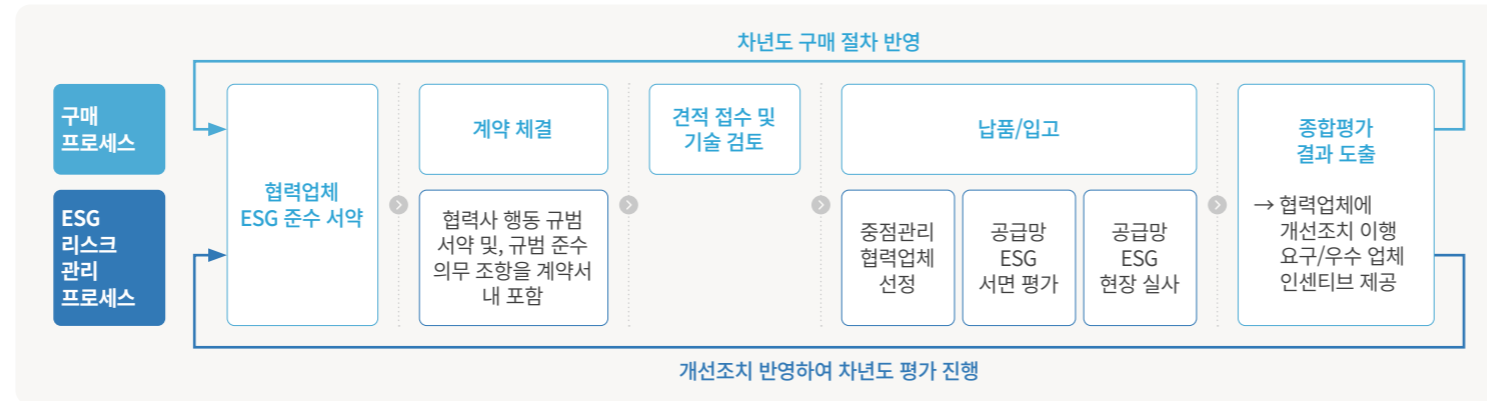 차년도 구매 절차 반영
구매
프로세스
ESG
리스크
관리
프로세스
협력업체
ESG 준수 서약
계약 체결
협력사 행동 규범
서약 및, 규범 준수
의무 조항을 계약서
내 포함
견적 접수 및
기술 검토
납품/입고
중점관리
협력업체
선정
공급망
ESG
서면 평가
공급망
ESG
현장 실사
종합평가
결과 도출
→ 협력업체에
개선조치 이행
요구/우수 업체
인센티브 제공
개선조치 반영하여 차년도 평가 진행